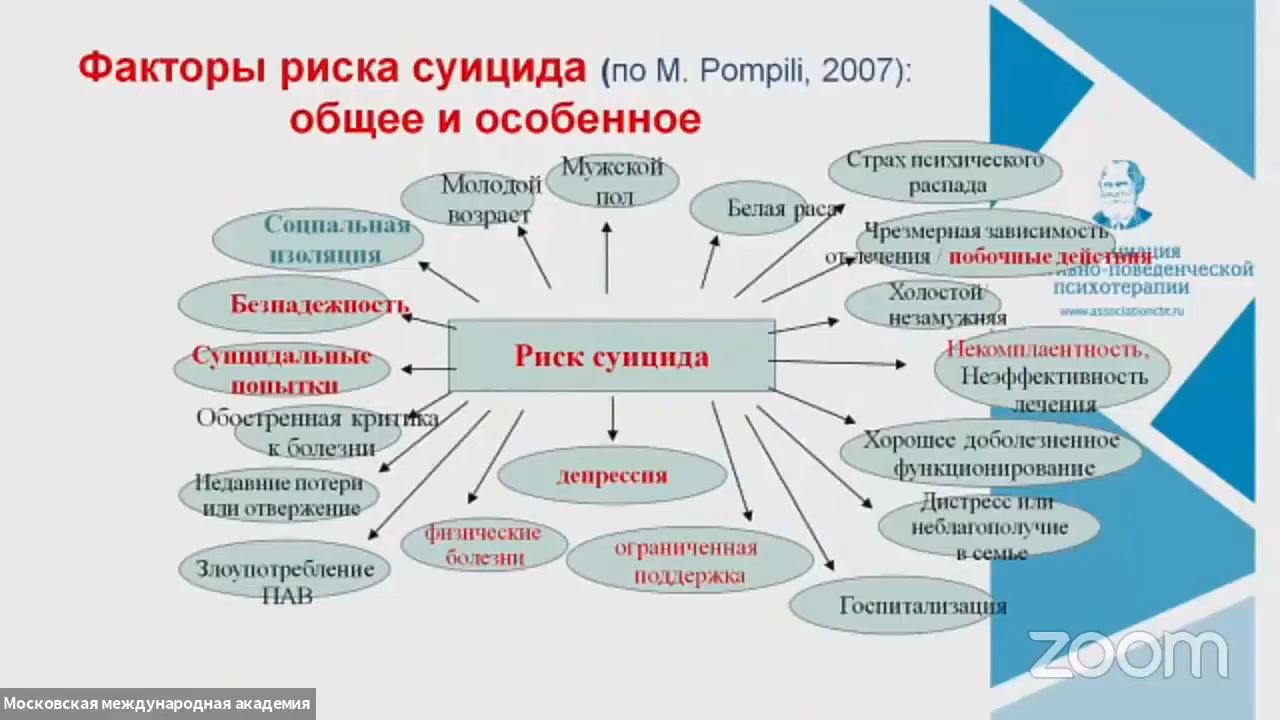 Факторы риска суицида (по M. Pompili, 2007):
общее и особенное
Мужской
пол
Молодой
возраст
Белая раса
Страх психического
распада
Социальная
изоляция
Чрезмерная зависимость
от лечения / побочные действия
поведенческой
психотерапии
www.associationcbt.ru
Безнадежность
Холостой
незамужняя
Суицидальные
попытки
Риск суицида
Некомплаентность,
Неэффективность
лечения
Обостренная критика
к болезни
Хорошее доболезненное
функционирование
Недавние потери
или отвержение
депрессия
Дистресс или
неблагополучие
в семье
Злоупотребление
ПАВ
физические
болезни
ограниченная
поддержка
Госпитализация
zoom
Московская международная академия